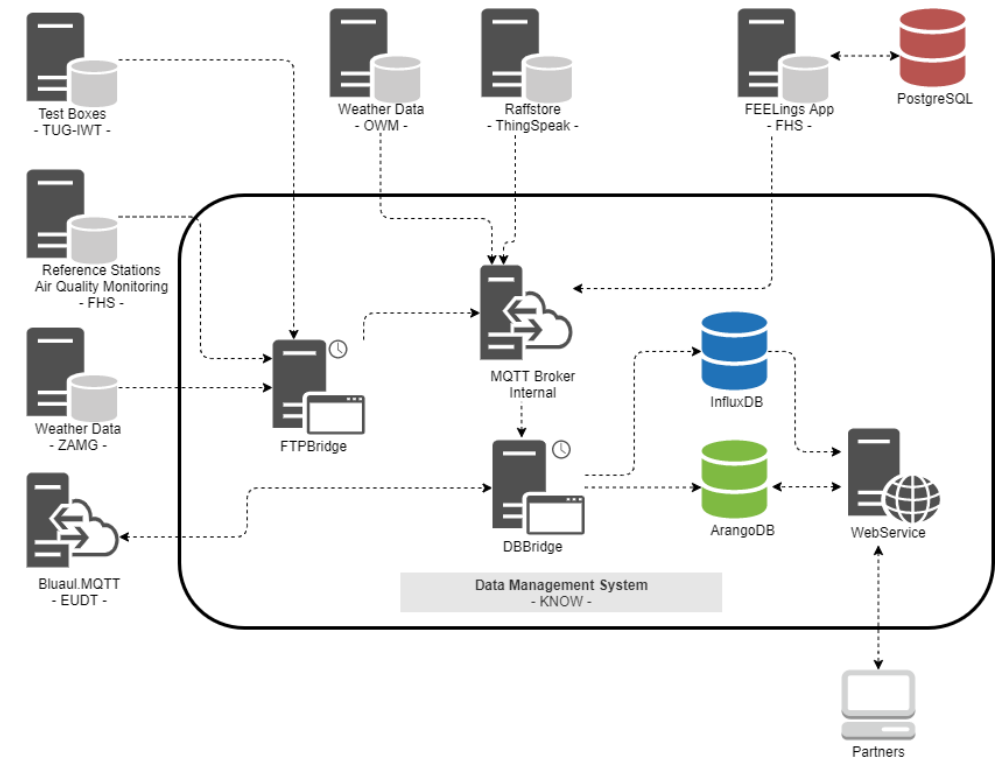 Test Boxes
- TUG-IWT -
Weather Data
- OWM -
Raffstore
- ThingSpeak -
FEELings App
- FHS -
PostgreSQL
Reference Stations
Air Quality Monitoring
- FHS -
Weather Data
- ZAMG -
FTPBridge
MQTT Broker
Internal
InfluxDB
Bluaul.MQTT
- EUDT -
DBBridge
ArangoDB
WebService
Data Management System
- KNOW -
Partners